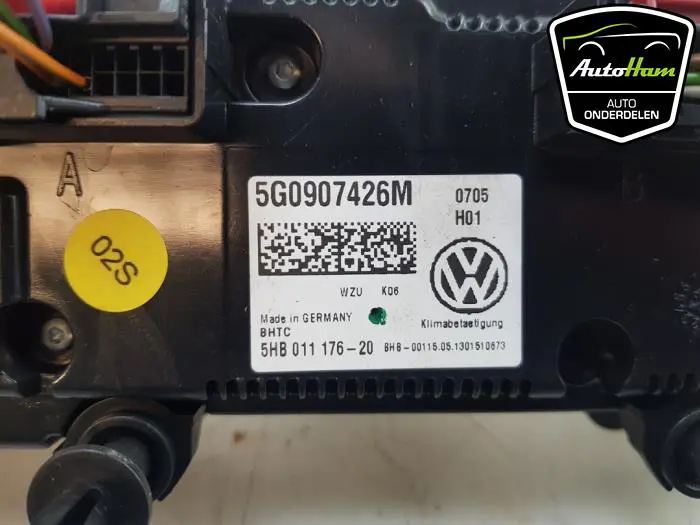 AUTOHAM
AUTO
ONDERDELEN
A
B
02S
5G0907426M
0705
H01
WZU K06
Made in GERMANY
BHTC
5HB 011 176-20
Klimabetaetigung
BHB-00115.05.1301510673